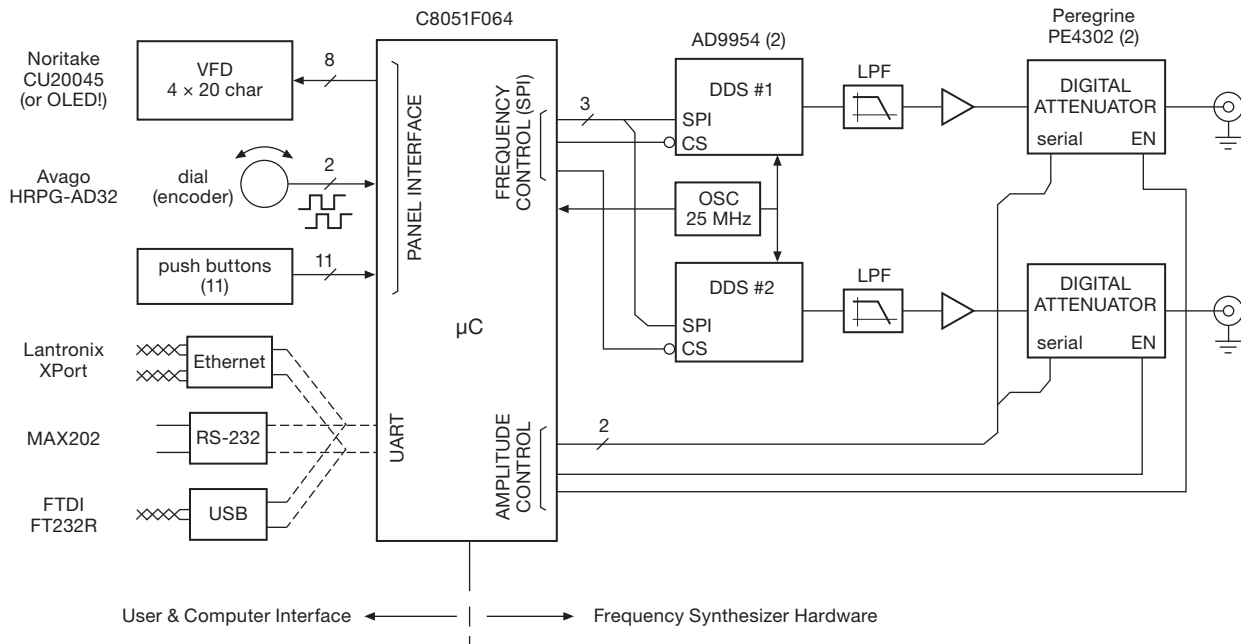 C8051F064
Noritake
CU20045
(or OLED!)
VFD
4 × 20 char
8
Avago
HRPG-AD32
dial
(encoder)
2
push buttons
(11)
11
PANEL INTERFACE
Lantronix
XPort
Ethernet
MAX202
RS-232
FTDI
FT232R
USB
UART
µC
FREQUENCY
CONTROL (SPI)
AMPLITUDE
CONTROL
3
2
AD9954 (2)
DDS #1
SPI
CS
OSC
25 MHz
DDS #2
SPI
CS
LPF
LPF
Peregrine
PE4302 (2)
DIGITAL
ATTENUATOR
serial EN
DIGITAL
ATTENUATOR
serial EN
User & Computer Interface
Frequency Synthesizer Hardware